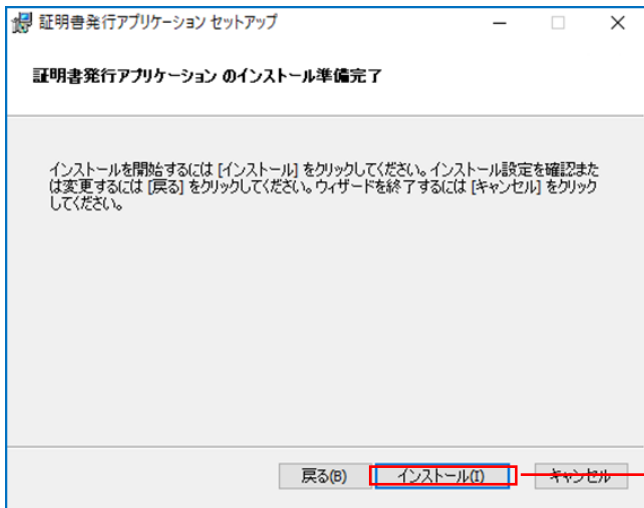 証明書発行アプリケーション セットアップ
証明書発行アプリケーション のインストール準備完了
インストールを開始するには [インストール] をクリックしてください。インストール設定を確認また
は変更するには [戻る] をクリックしてください。ウィザードを終了するには [キャンセル] をクリック
してください。
戻る(B) インストール(I) キャンセル